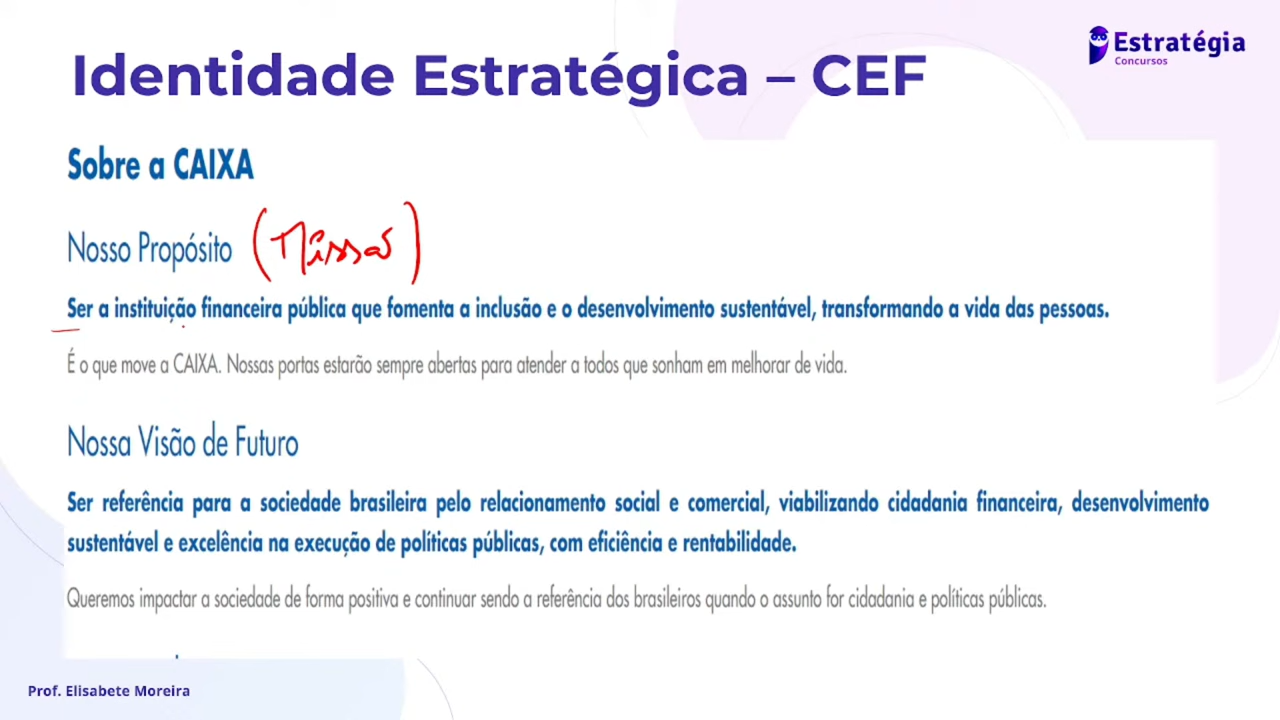 Estratégia
Concursos
Identidade Estratégica – CEF
Sobre a CAIXA
Nosso Propósito (Missão)
Ser a instituição financeira pública que fomenta a inclusão e o desenvolvimento sustentável, transformando a vida das pessoas.
É o que move a CAIXA. Nossas portas estarão sempre abertas para atender a todos que sonham em melhorar de vida.
Nossa Visão de Futuro
Ser referência para a sociedade brasileira pelo relacionamento social e comercial, viabilizando cidadania financeira, desenvolvimento
sustentável e excelência na execução de políticas públicas, com eficiência e rentabilidade.
Queremos impactar a sociedade de forma positiva e continuar sendo a referência dos brasileiros quando o assunto for cidadania e políticas públicas.
Prof. Elisabete Moreira